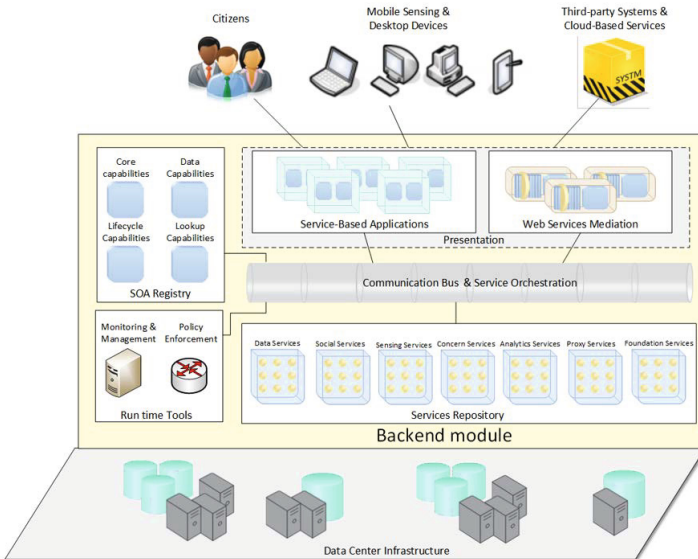 Citizens
Mobile Sensing &
Desktop Devices
Third-party Systems &
Cloud-Based Services
SYSTM
Core
capabilities
Data
Capabilities
Lifecycle
Capabilities
Lookup
Capabilities
SOA Registry
Service-Based Applications
Web Services Mediation
Presentation
Communication Bus & Service Orchestration
Monitoring &
Management
Policy
Enforcement
Run time Tools
Data Services
Social Services
Sensing Services
Concern Services
Analytics Services
Proxy Services
Foundation Services
Services Repository
Backend module
Data Center Infrastructure